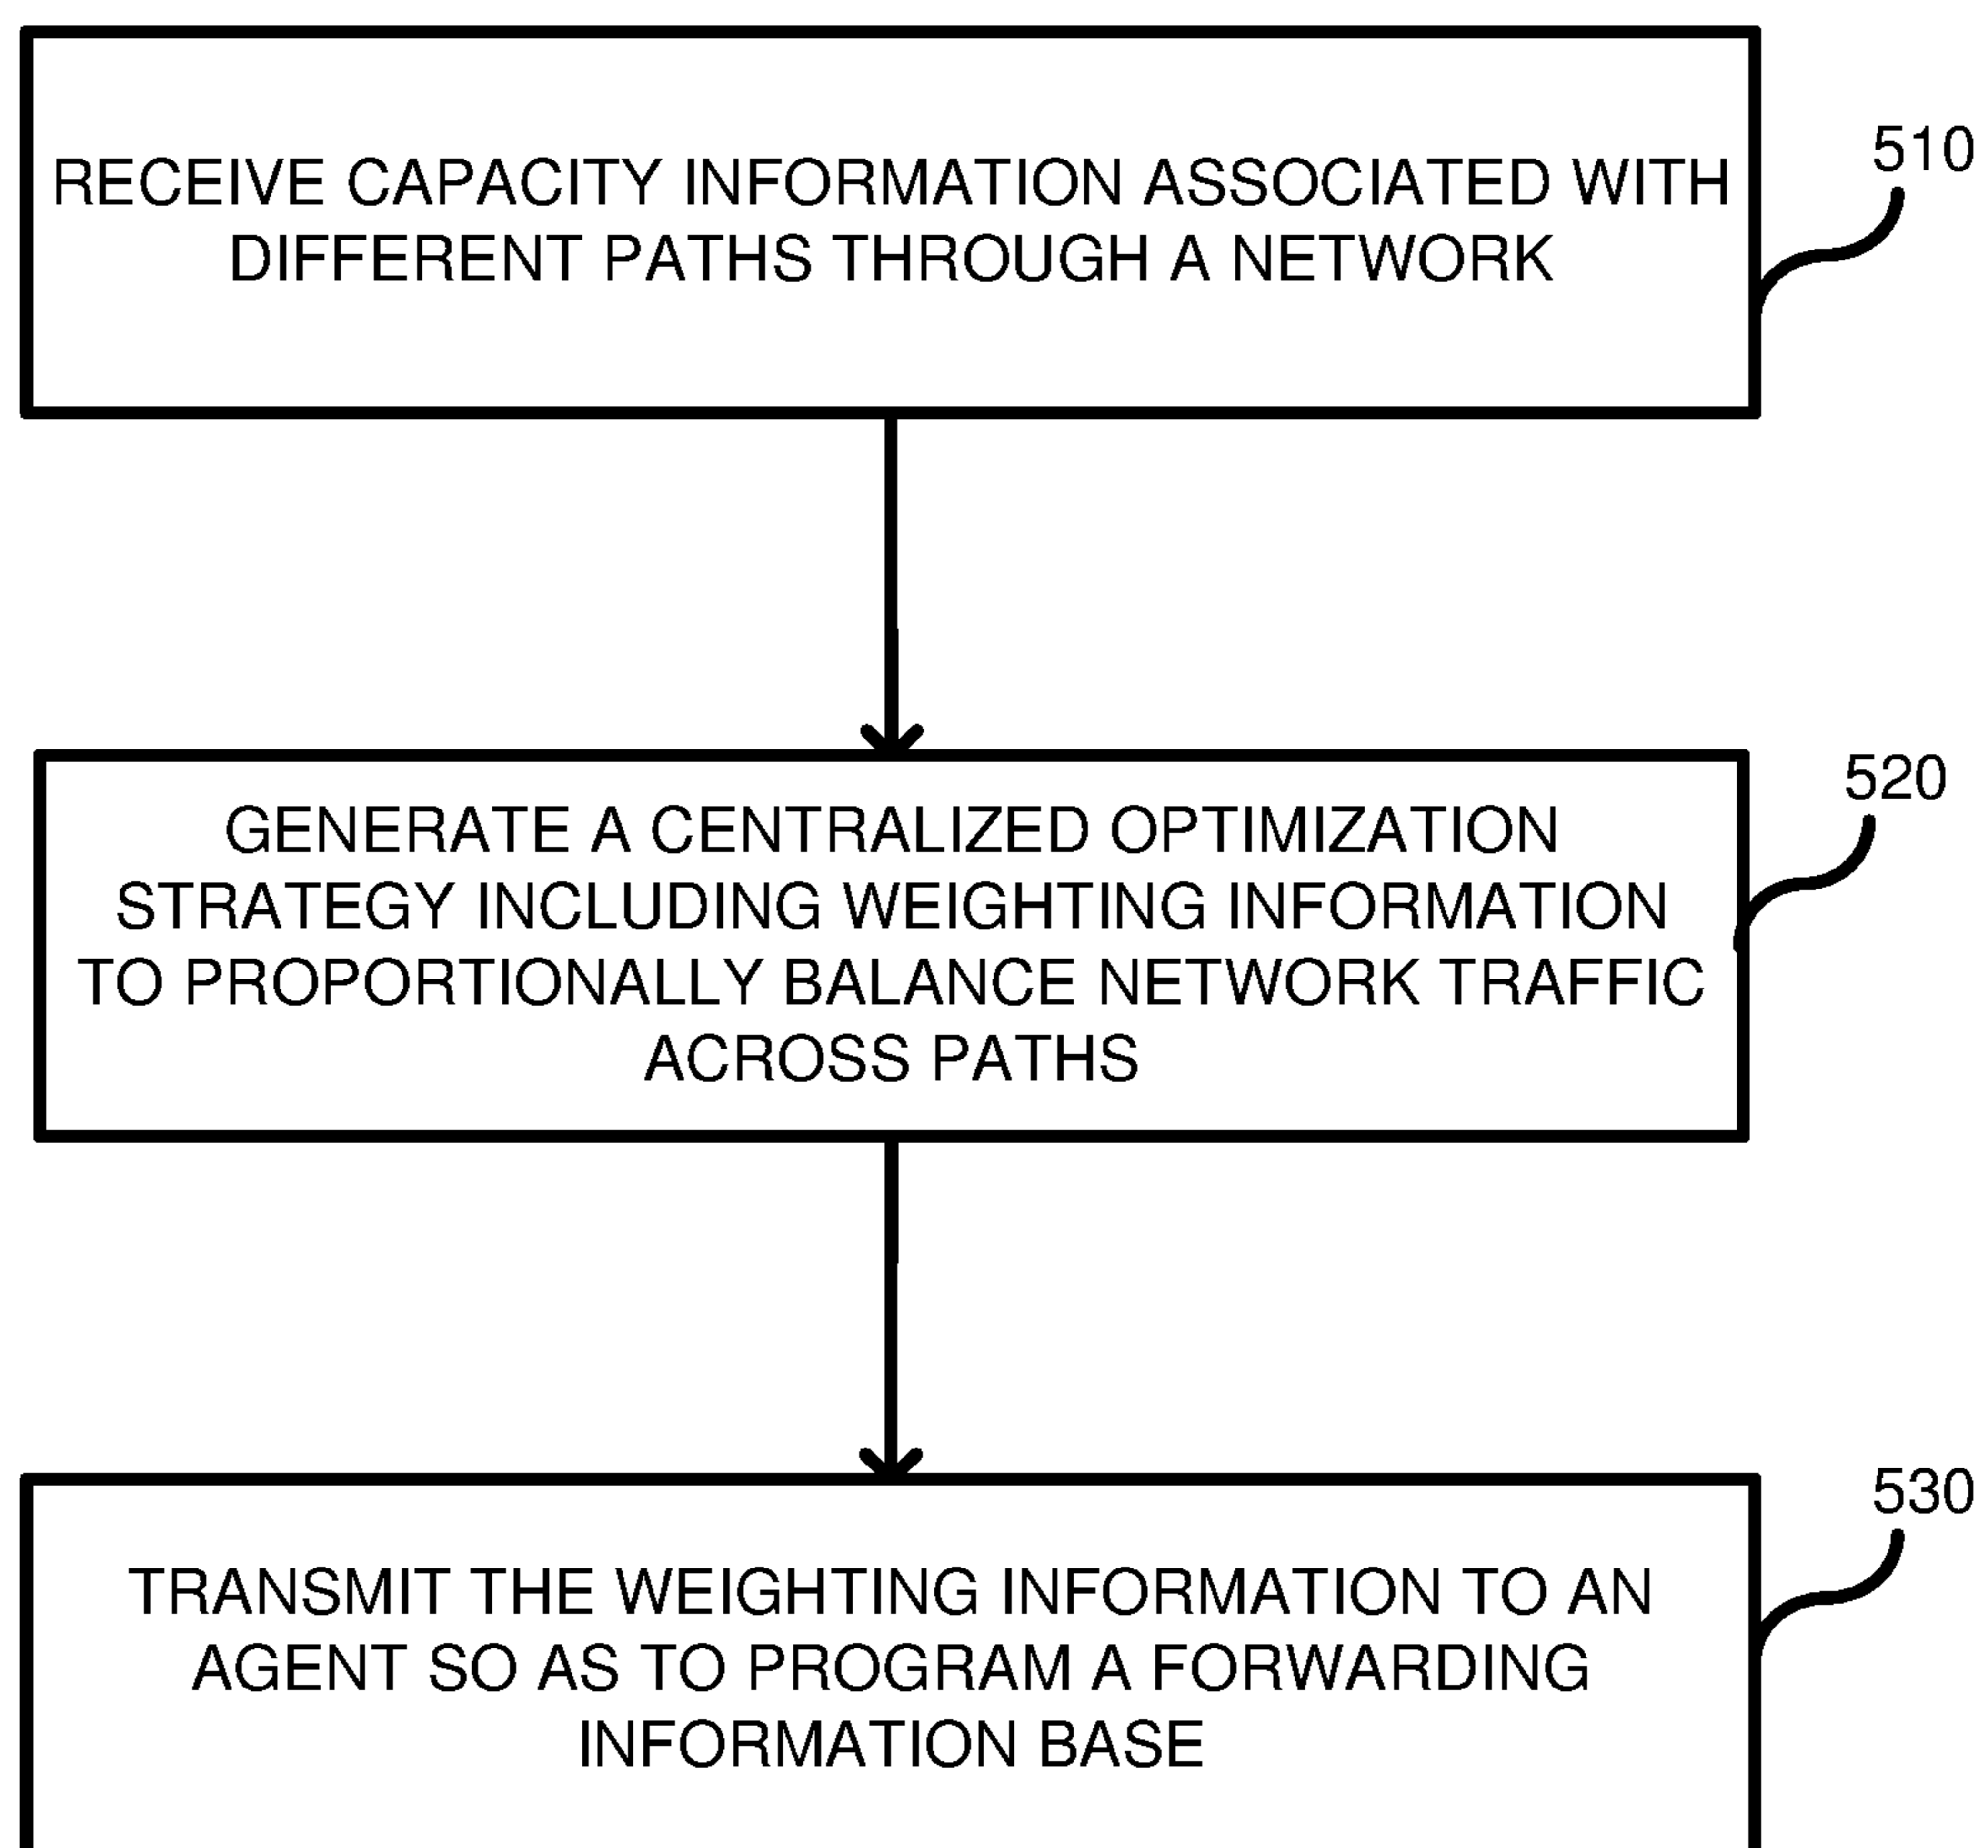 RECEIVE CAPACITY INFORMATION ASSOCIATED WITH
DIFFERENT PATHS THROUGH A NETWORK
510
GENERATE A CENTRALIZED OPTIMIZATION
STRATEGY INCLUDING WEIGHTING INFORMATION
TO PROPORTIONALLY BALANCE NETWORK TRAFFIC
ACROSS PATHS
520
TRANSMIT THE WEIGHTING INFORMATION TO AN
AGENT SO AS TO PROGRAM A FORWARDING
INFORMATION BASE
530